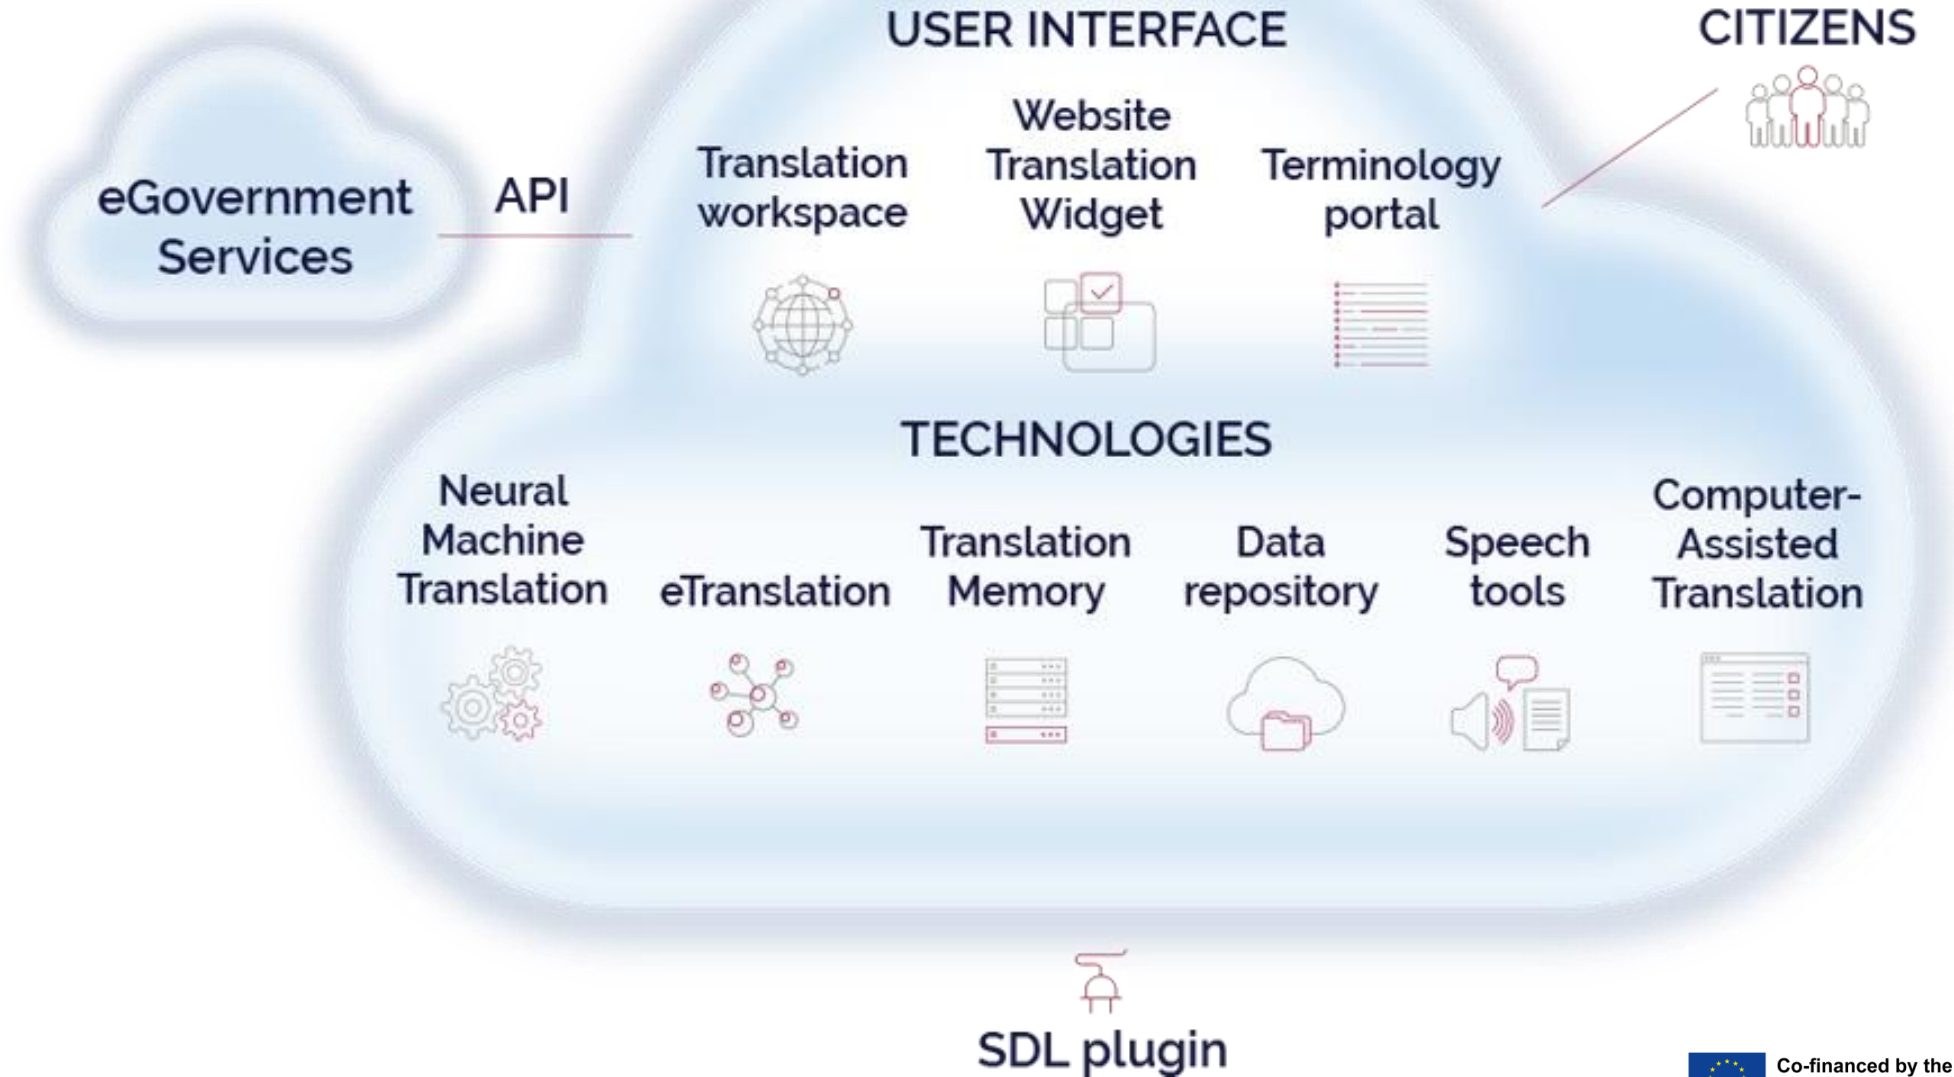 USER INTERFACE
CITIZENS
eGovernment
Services
API
Translation
workspace
Website
Translation
Widget
Terminology
portal
TECHNOLOGIES
Neural
Machine
Translation
eTranslation
Translation
Memory
Data
repository
Speech
tools
Computer-
Assisted
Translation
SDL plugin
Co-financed by the